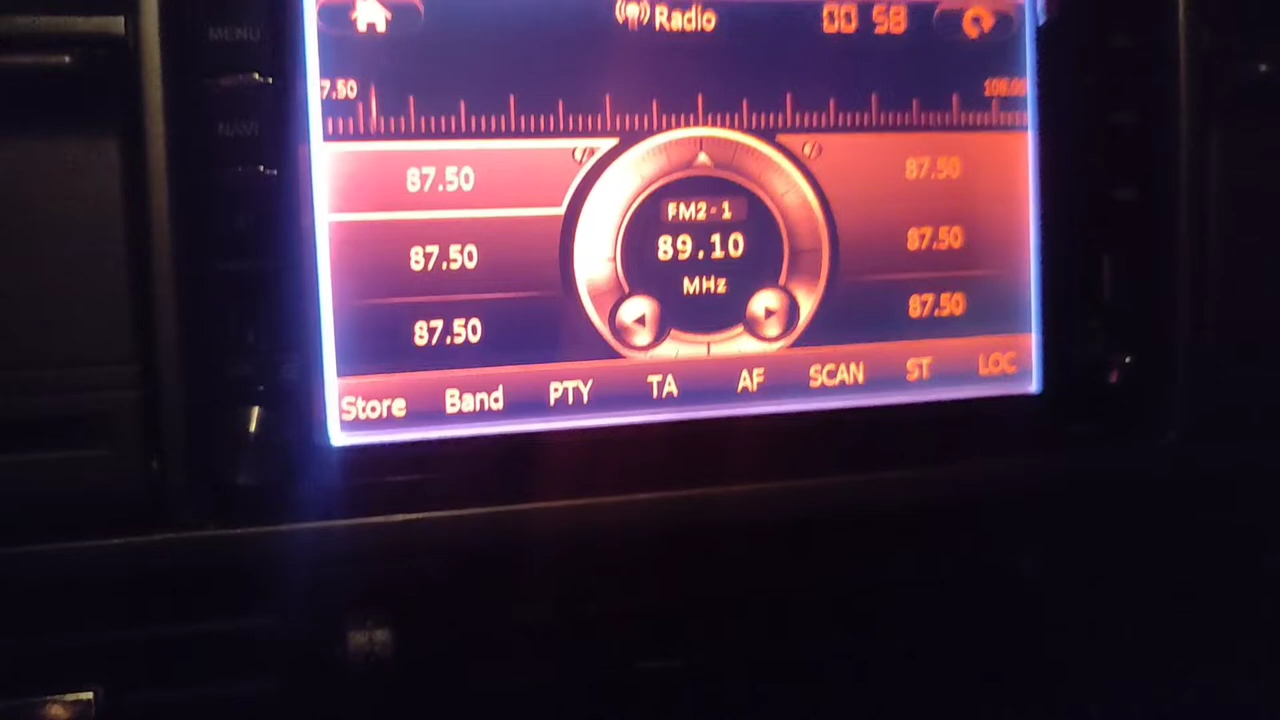 MENU
Radio
00 58
7.50
108.00
NAVI
87.50
87.50
FM2-1
89.10
MHz
87.50
87.50
87.50
87.50
Store Band PTY TA AF SCAN ST LOC